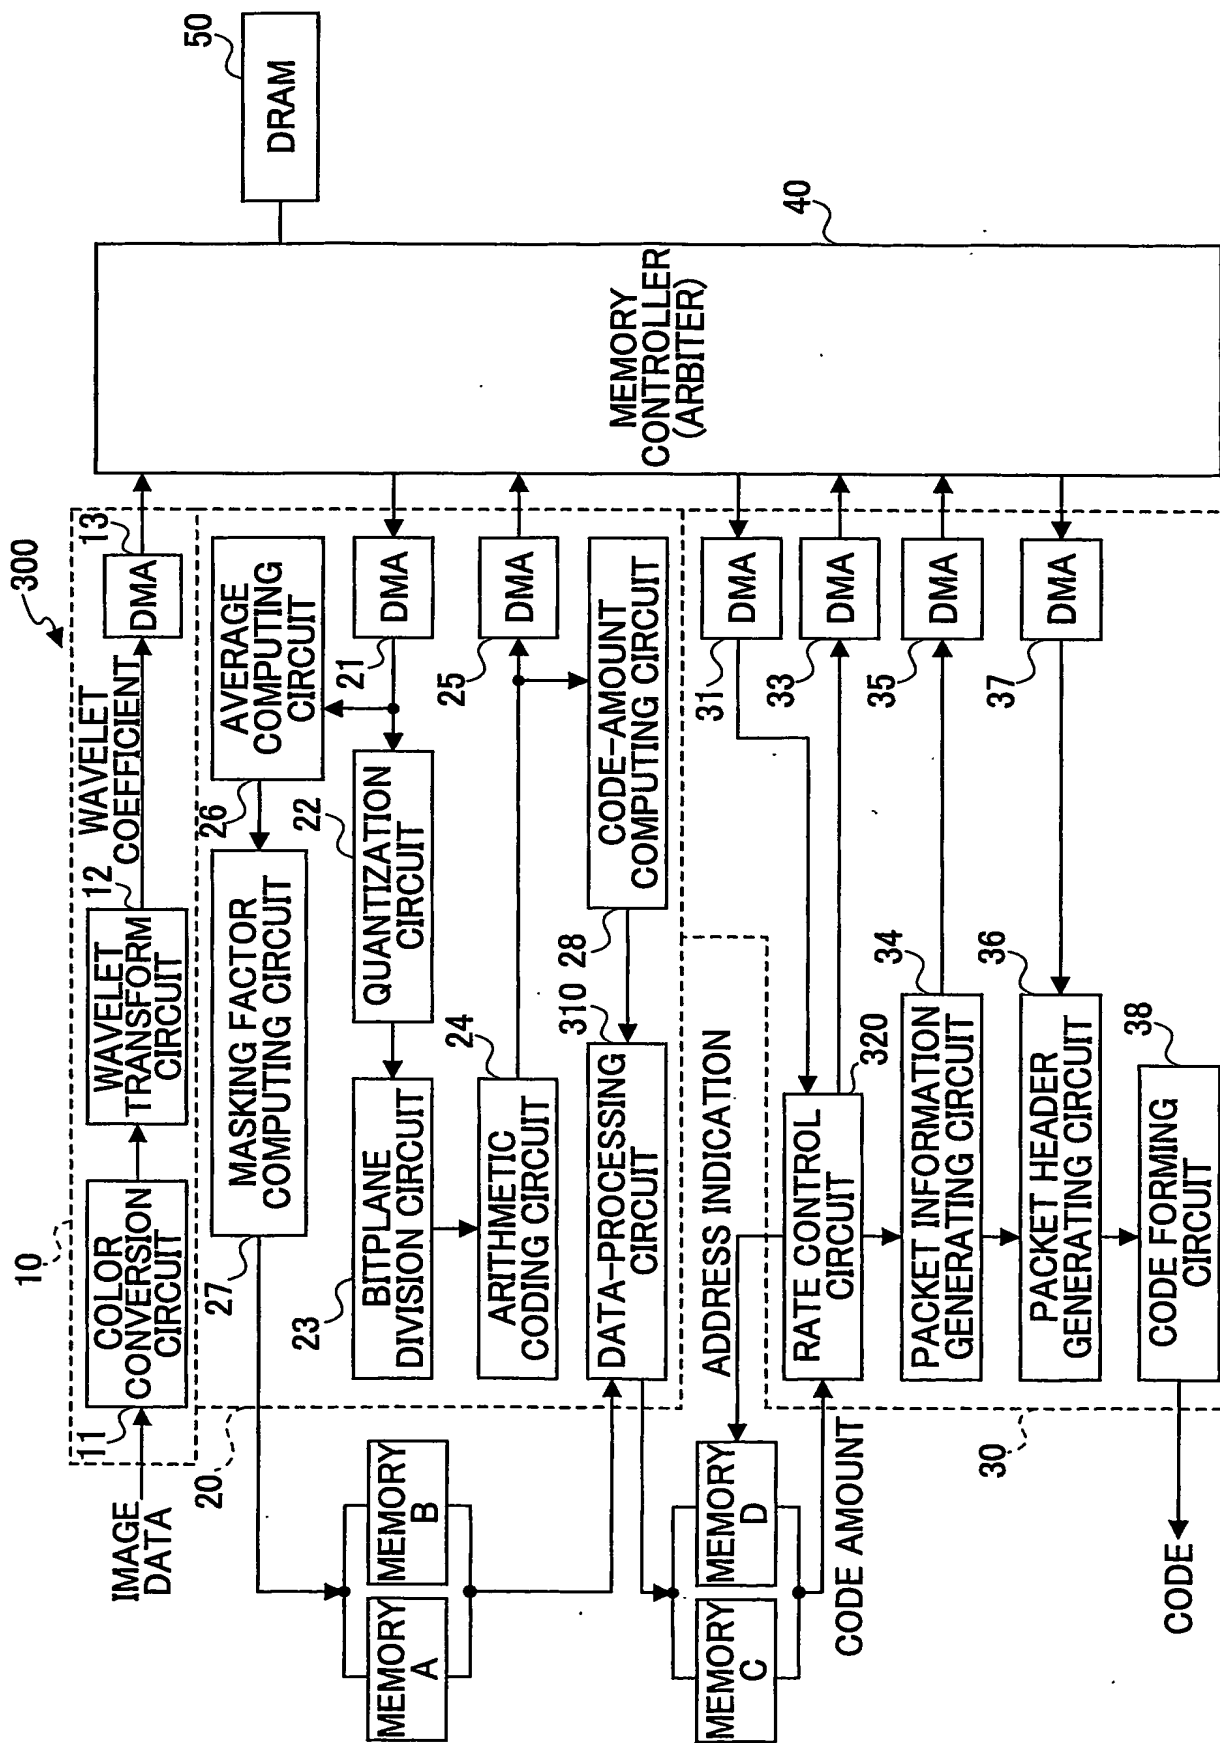 300
10
IMAGE
DATA
11
COLOR
CONVERSION
CIRCUIT
12
WAVELET
TRANSFORM
CIRCUIT
WAVELET
COEFFICIENT
13
DMA
50
DRAM
20
27
MASKING FACTOR
COMPUTING CIRCUIT
26
AVERAGE
COMPUTING
CIRCUIT
21
DMA
22
QUANTIZATION
CIRCUIT
23
BITPLANE
DIVISION CIRCUIT
24
ARITHMETIC
CODING CIRCUIT
25
DMA
28
CODE-AMOUNT
COMPUTING CIRCUIT
310
DATA-PROCESSING
CIRCUIT
MEMORY
A
MEMORY
B
MEMORY
C
MEMORY
D
ADDRESS INDICATION
CODE AMOUNT
40
MEMORY
CONTROLLER
(ARBITER)
30
320
RATE CONTROL
CIRCUIT
31
DMA
33
DMA
34
PACKET INFORMATION
GENERATING CIRCUIT
35
DMA
36
PACKET HEADER
GENERATING CIRCUIT
37
DMA
38
CODE FORMING
CIRCUIT
CODE